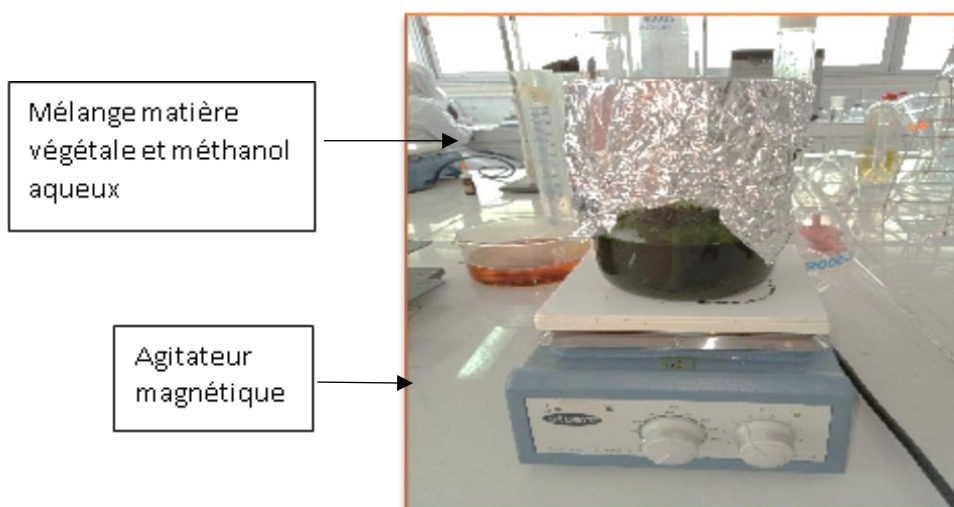 Mélange matière
végétale et méthanol
aqueux
Agitateur
magnétique